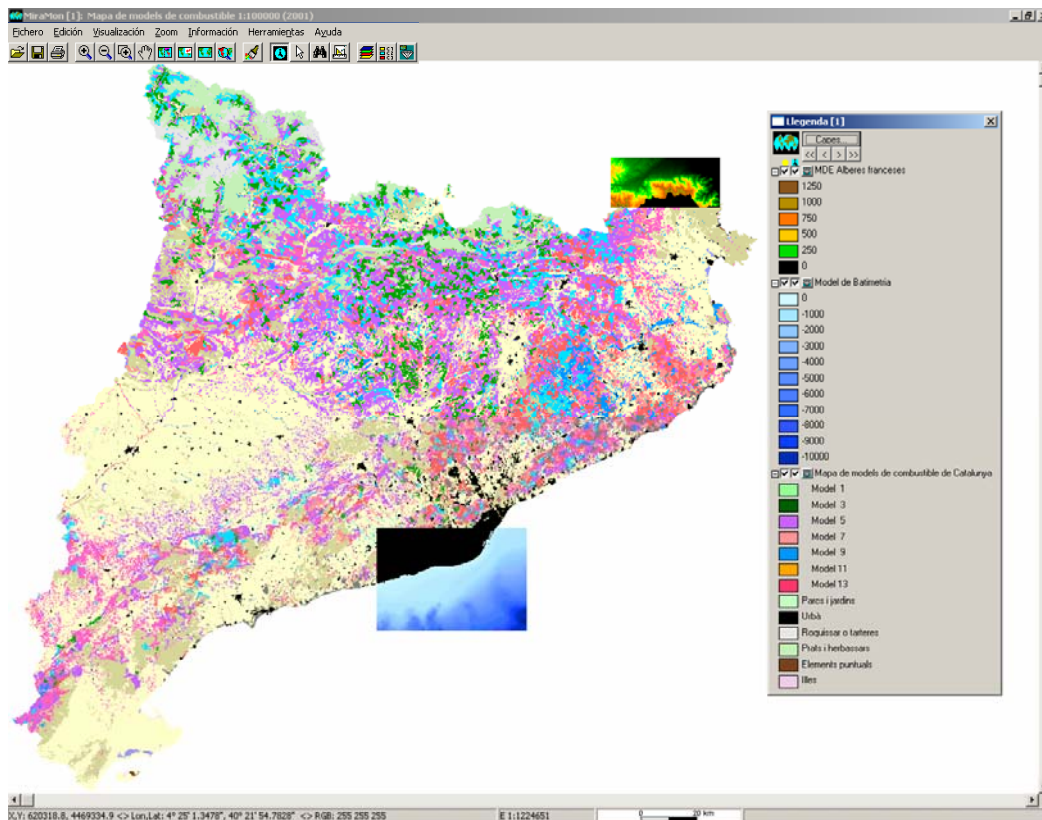 MiraMon [1]: Mapa de models de combustible 1:100000 (2001)
Fichero Edición Visualización Zoom Información Herramientas Ayuda
Llegenda [1]
Capes...
<< < > >>
MDE Alberes franceses
1250
1000
750
500
250
0
Model de Batimetria
0
-1000
-2000
-3000
-4000
-5000
-6000
-7000
-8000
-9000
-10000
Mapa de models de combustible de Catalunya
Model 1
Model 3
Model 5
Model 7
Model 9
Model 11
Model 13
Parcs i jardins
Urbà
Roquissar o tarteres
Prats i herbassars
Elements puntuals
Illes
X,Y: 620318.8, 4469334.9 <> Lon,Lat: 4° 25' 1.3478", 40° 21' 54.7828" <> RGB: 255 255 255
E 1:1224651
0 20 km